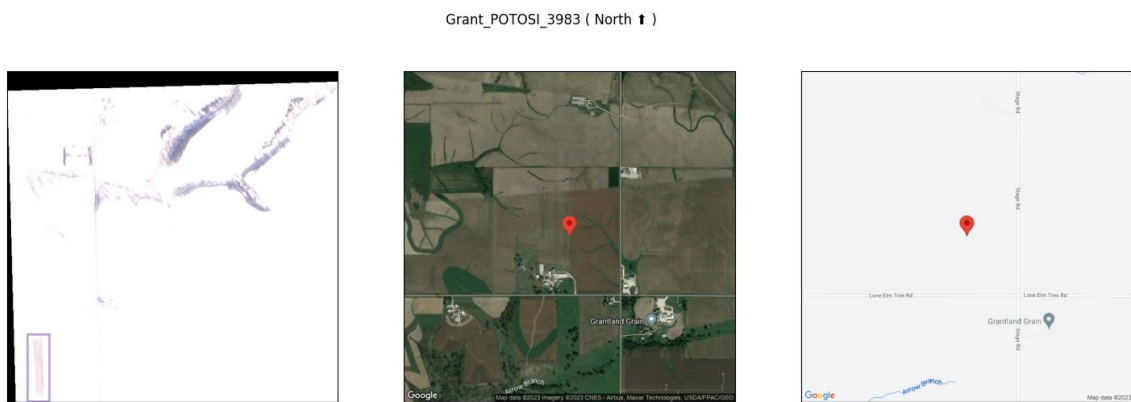 Grant_POTOSI_3983 ( North ⬆ )
Grantland Grain
Arrow Branch
Google
Map data ©2023 Imagery ©2023 CNES / Airbus, Maxar Technologies, USDA/FPAC/GEO
Stage Rd
Stage Rd
Lone Elm Tree Rd
Lone Elm Tree Rd
Grantland Grain
Stage Rd
Arrow Branch
Google
Map data ©2023